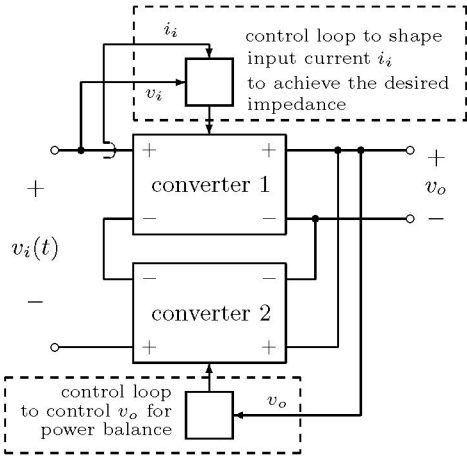 i_i
control loop to shape
input current i_i
to achieve the desired
impedance
v_i
+ +
converter 1
− −
+
v_o
−
+
v_i(t)
−
− −
converter 2
+ +
control loop
to control v_o for
power balance
v_o